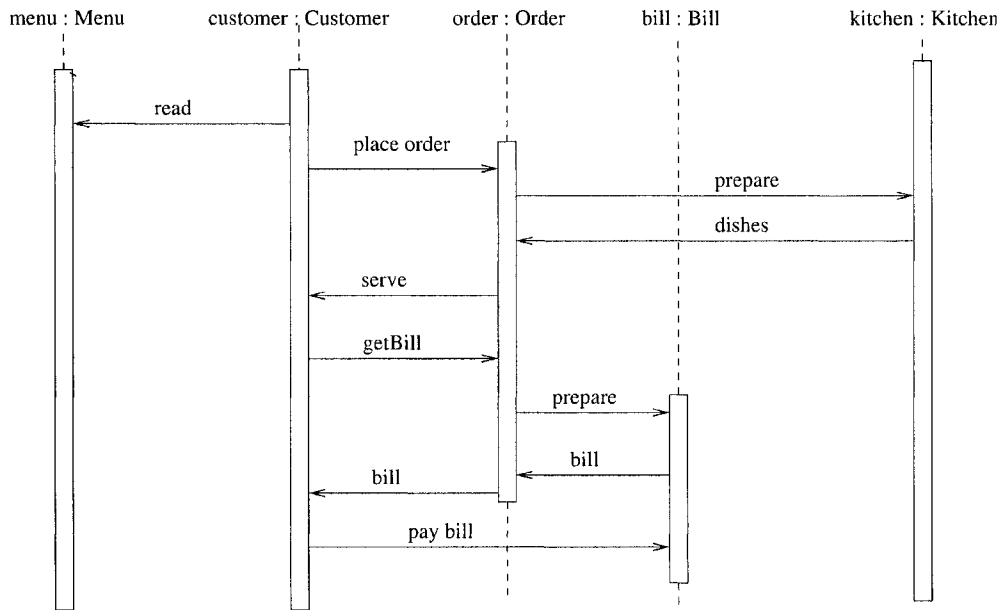 menu : Menu
customer : Customer
order : Order
bill : Bill
kitchen : Kitchen
read
place order
prepare
dishes
serve
getBill
prepare
bill
bill
pay bill